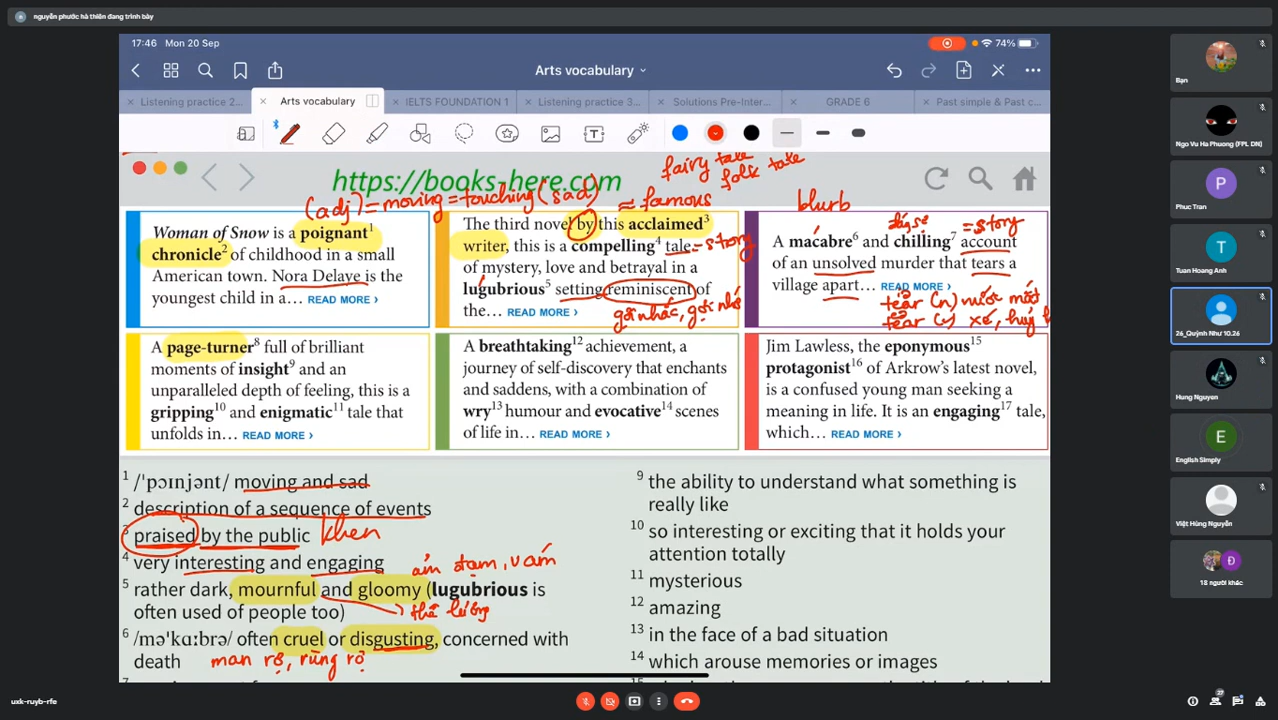 nguyễn phước hà thiên đang trình bày
17:46 Mon 20 Sep
74%
Arts vocabulary
Listening practice 2...
Arts vocabulary
IELTS FOUNDATION 1
Listening practice 3...
Solutions Pre-Inter...
GRADE 6
Past simple & Past c...
https://books-here.com
fairy tale
folk tale
(adj) = moving = touching (sad)
≈ famous
blurb
Woman of Snow is a poignant1
chronicle2 of childhood in a small
American town. Nora Delaye is the
youngest child in a... READ MORE >
The third novel by this acclaimed3
writer, this is a compelling4 tale = story
of mystery, love and betrayal in a
lugubrious5 setting reminiscent of
the... READ MORE >
gợi nhắc, gợi nhớ
đáng sợ
= story
A macabre6 and chilling7 account
of an unsolved murder that tears a
village apart... READ MORE >
tear (n) nước mắt
tear (v) xé, huỷ h
A page-turner8 full of brilliant
moments of insight9 and an
unparalleled depth of feeling, this is a
gripping10 and enigmatic11 tale that
unfolds in... READ MORE >
A breathtaking12 achievement, a
journey of self-discovery that enchants
and saddens, with a combination of
wry13 humour and evocative14 scenes
of life in... READ MORE >
Jim Lawless, the eponymous15
protagonist16 of Arkrow's latest novel,
is a confused young man seeking a
meaning in life. It is an engaging17 tale,
which... READ MORE >
1 /ˈpɔɪnjənt/ moving and sad
2 description of a sequence of events
3 praised by the public khen
4 very interesting and engaging
ảm đạm, u ám
5 rather dark, mournful and gloomy (lugubrious is
often used of people too)
thê lương
6 /məˈkɑːbrə/ often cruel or disgusting, concerned with
death
man rợ, rùng rợ
9 the ability to understand what something is
really like
10 so interesting or exciting that it holds your
attention totally
11 mysterious
12 amazing
13 in the face of a bad situation
14 which arouse memories or images
Bạn
Ngo Vu Ha Phuong (FPL DN)
P
Phuc Tran
T
Tuan Hoang Anh
26_Quỳnh Như 10.26
Hung Nguyen
E
English Simply
Việt Hùng Nguyễn
Đ
18 người khác
uxk-ruyb-rfe
27